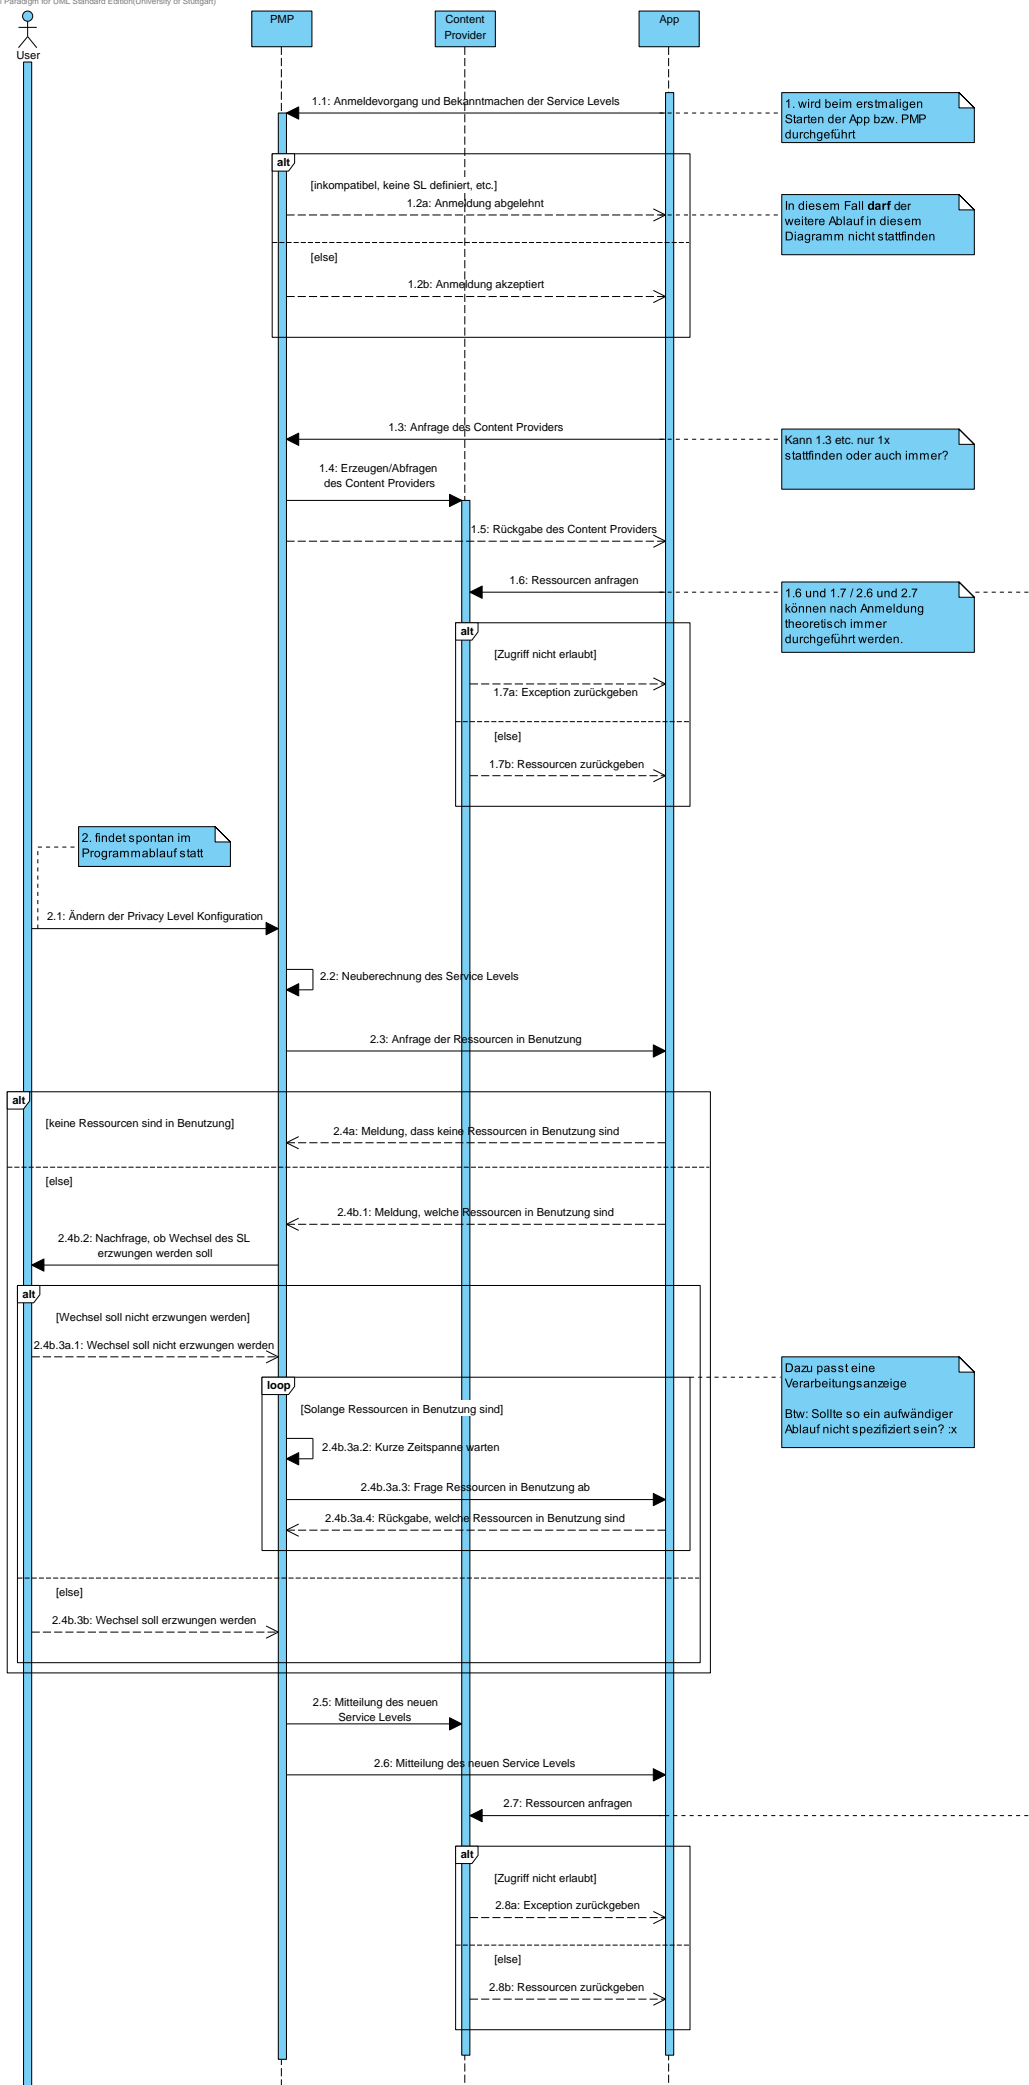 l Paradigm for UML Standard Edition(University of Stuttgart)
User
PMP
Content
Provider
App
1.1: Anmeldevorgang und Bekanntmachen der Service Levels
1. wird beim erstmaligen
Starten der App bzw. PMP
durchgeführt
alt
[inkompatibel, keine SL definiert, etc.]
1.2a: Anmeldung abgelehnt
In diesem Fall darf der
weitere Ablauf in diesem
Diagramm nicht stattfinden
[else]
1.2b: Anmeldung akzeptiert
1.3: Anfrage des Content Providers
Kann 1.3 etc. nur 1x
stattfinden oder auch immer?
1.4: Erzeugen/Abfragen
des Content Providers
1.5: Rückgabe des Content Providers
1.6: Ressourcen anfragen
1.6 und 1.7 / 2.6 und 2.7
können nach Anmeldung
theoretisch immer
durchgeführt werden.
alt
[Zugriff nicht erlaubt]
1.7a: Exception zurückgeben
[else]
1.7b: Ressourcen zurückgeben
2. findet spontan im
Programmablauf statt
2.1: Ändern der Privacy Level Konfiguration
2.2: Neuberechnung des Service Levels
2.3: Anfrage der Ressourcen in Benutzung
alt
[keine Ressourcen sind in Benutzung]
2.4a: Meldung, dass keine Ressourcen in Benutzung sind
[else]
2.4b.1: Meldung, welche Ressourcen in Benutzung sind
2.4b.2: Nachfrage, ob Wechsel des SL
erzwungen werden soll
alt
[Wechsel soll nicht erzwungen werden]
2.4b.3a.1: Wechsel soll nicht erzwungen werden
Dazu passt eine
Verarbeitungsanzeige
Btw: Sollte so ein aufwändiger
Ablauf nicht spezifiziert sein? :x
loop
[Solange Ressourcen in Benutzung sind]
2.4b.3a.2: Kurze Zeitspanne warten
2.4b.3a.3: Frage Ressourcen in Benutzung ab
2.4b.3a.4: Rückgabe, welche Ressourcen in Benutzung sind
[else]
2.4b.3b: Wechsel soll erzwungen werden
2.5: Mitteilung des neuen
Service Levels
2.6: Mitteilung des neuen Service Levels
2.7: Ressourcen anfragen
alt
[Zugriff nicht erlaubt]
2.8a: Exception zurückgeben
[else]
2.8b: Ressourcen zurückgeben